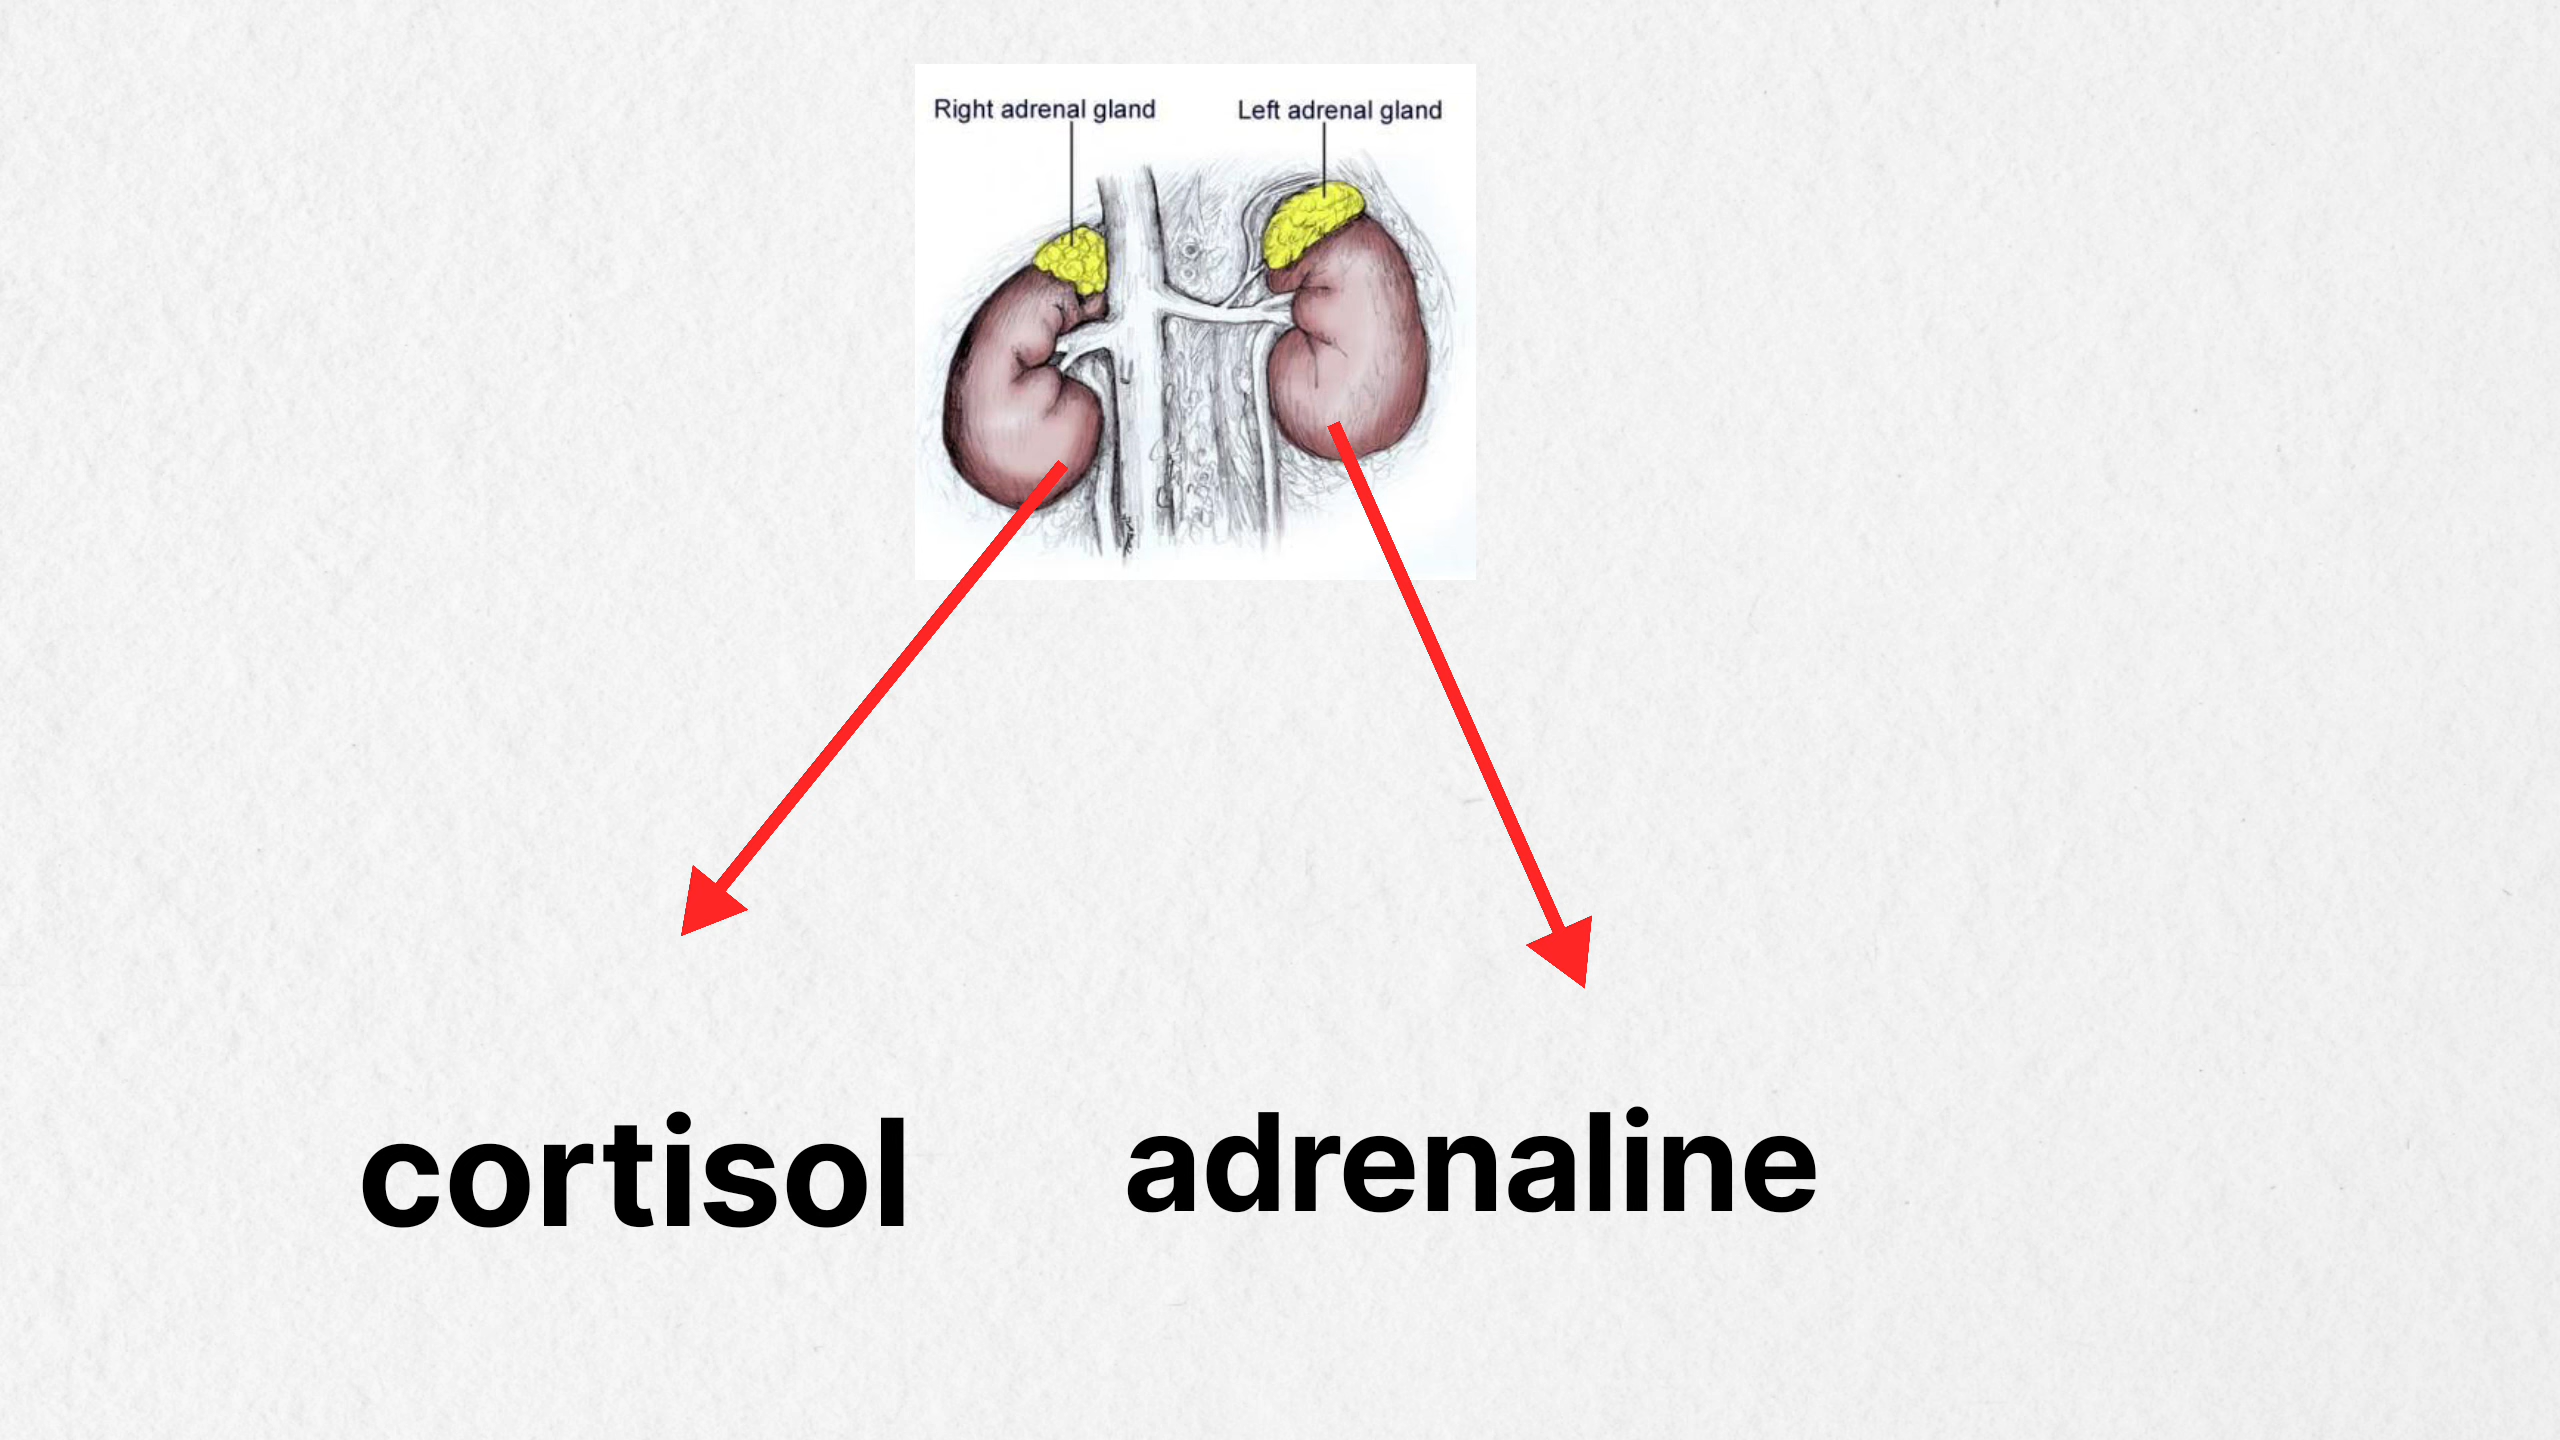 Right adrenal gland
Left adrenal gland
cortisol
adrenaline